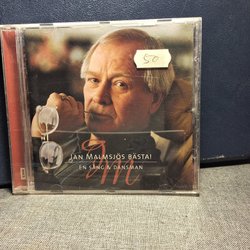 50
JAN MALMSJÖS BÄSTA!
EN SÅNG & DANSMAN